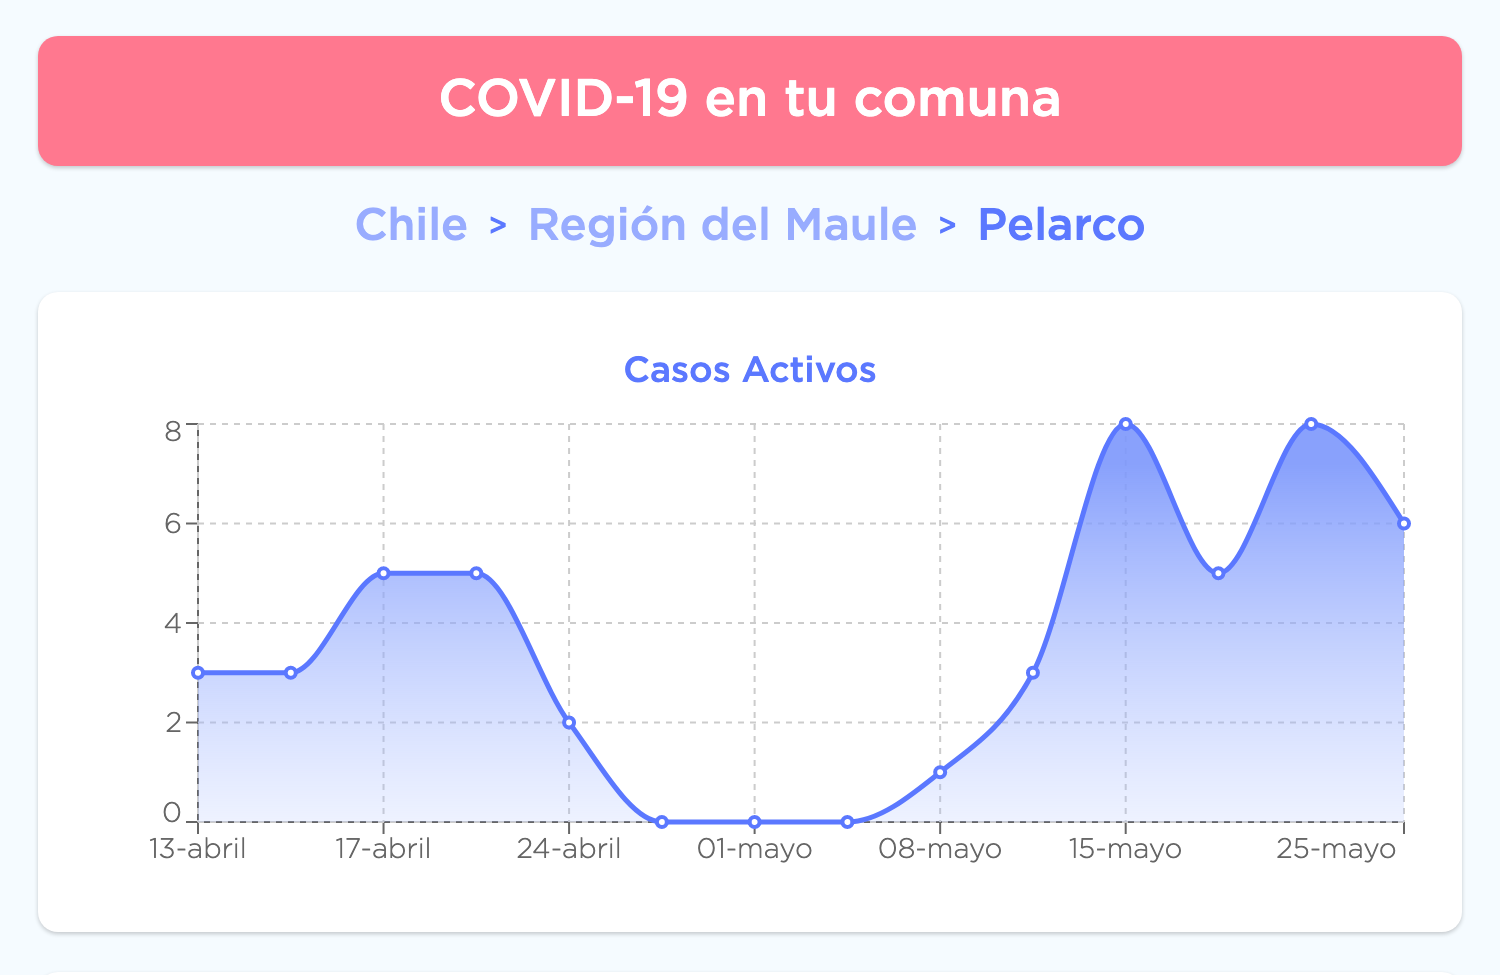 COVID-19 en tu comuna
Chile > Región del Maule > Pelarco
Casos Activos
8
6
4
2
0
13-abril 17-abril 24-abril 01-mayo 08-mayo 15-mayo 25-mayo